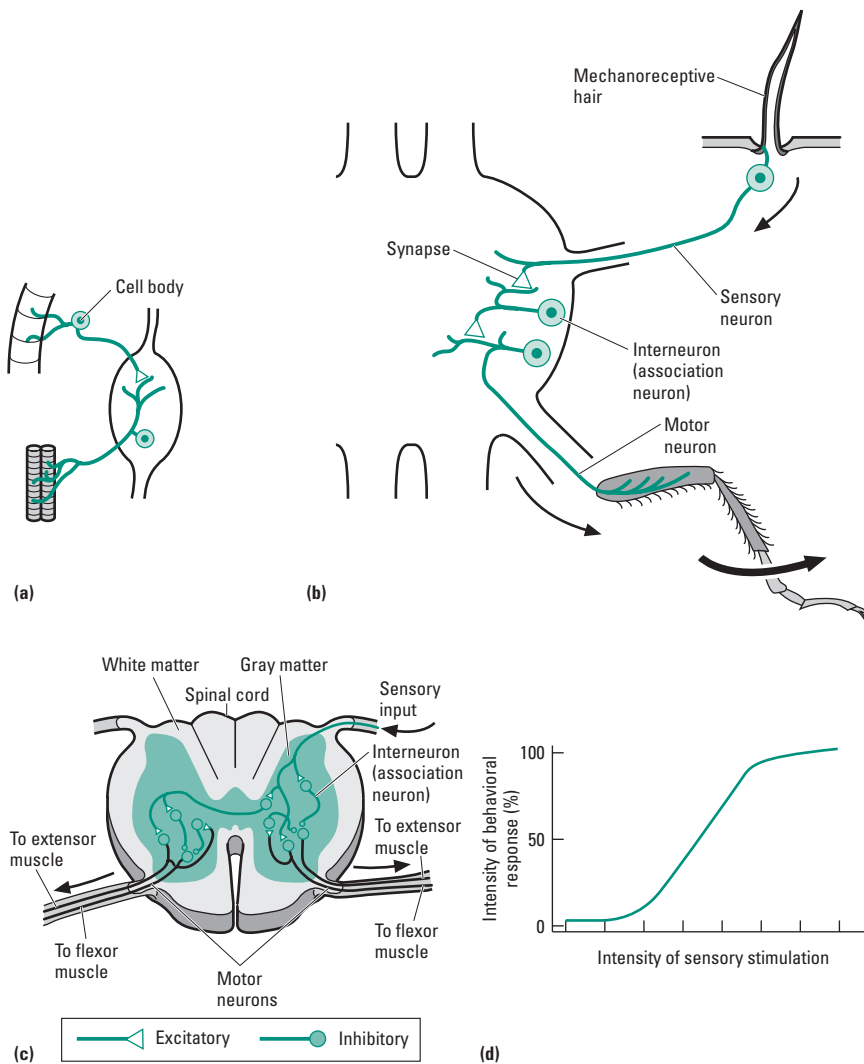 Mechanoreceptive
hair
Synapse
Cell body
Sensory
neuron
Interneuron
(association
neuron)
Motor
neuron
(a)
(b)
White matter
Gray matter
Spinal cord
Sensory
input
Interneuron
(association
neuron)
To extensor
muscle
To extensor
muscle
To flexor
muscle
To flexor
muscle
Motor
neurons
(c)
Excitatory
Inhibitory
100
50
0
Intensity of behavioral
response (%)
Intensity of sensory stimulation
(d)